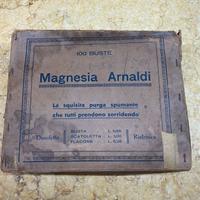 100 BUSTE
Magnesia Arnaldi
La squisita purga spumante
che tutti prendono sorridendo
BUSTA L.
SCATOLETTA L.
FLACONE L.